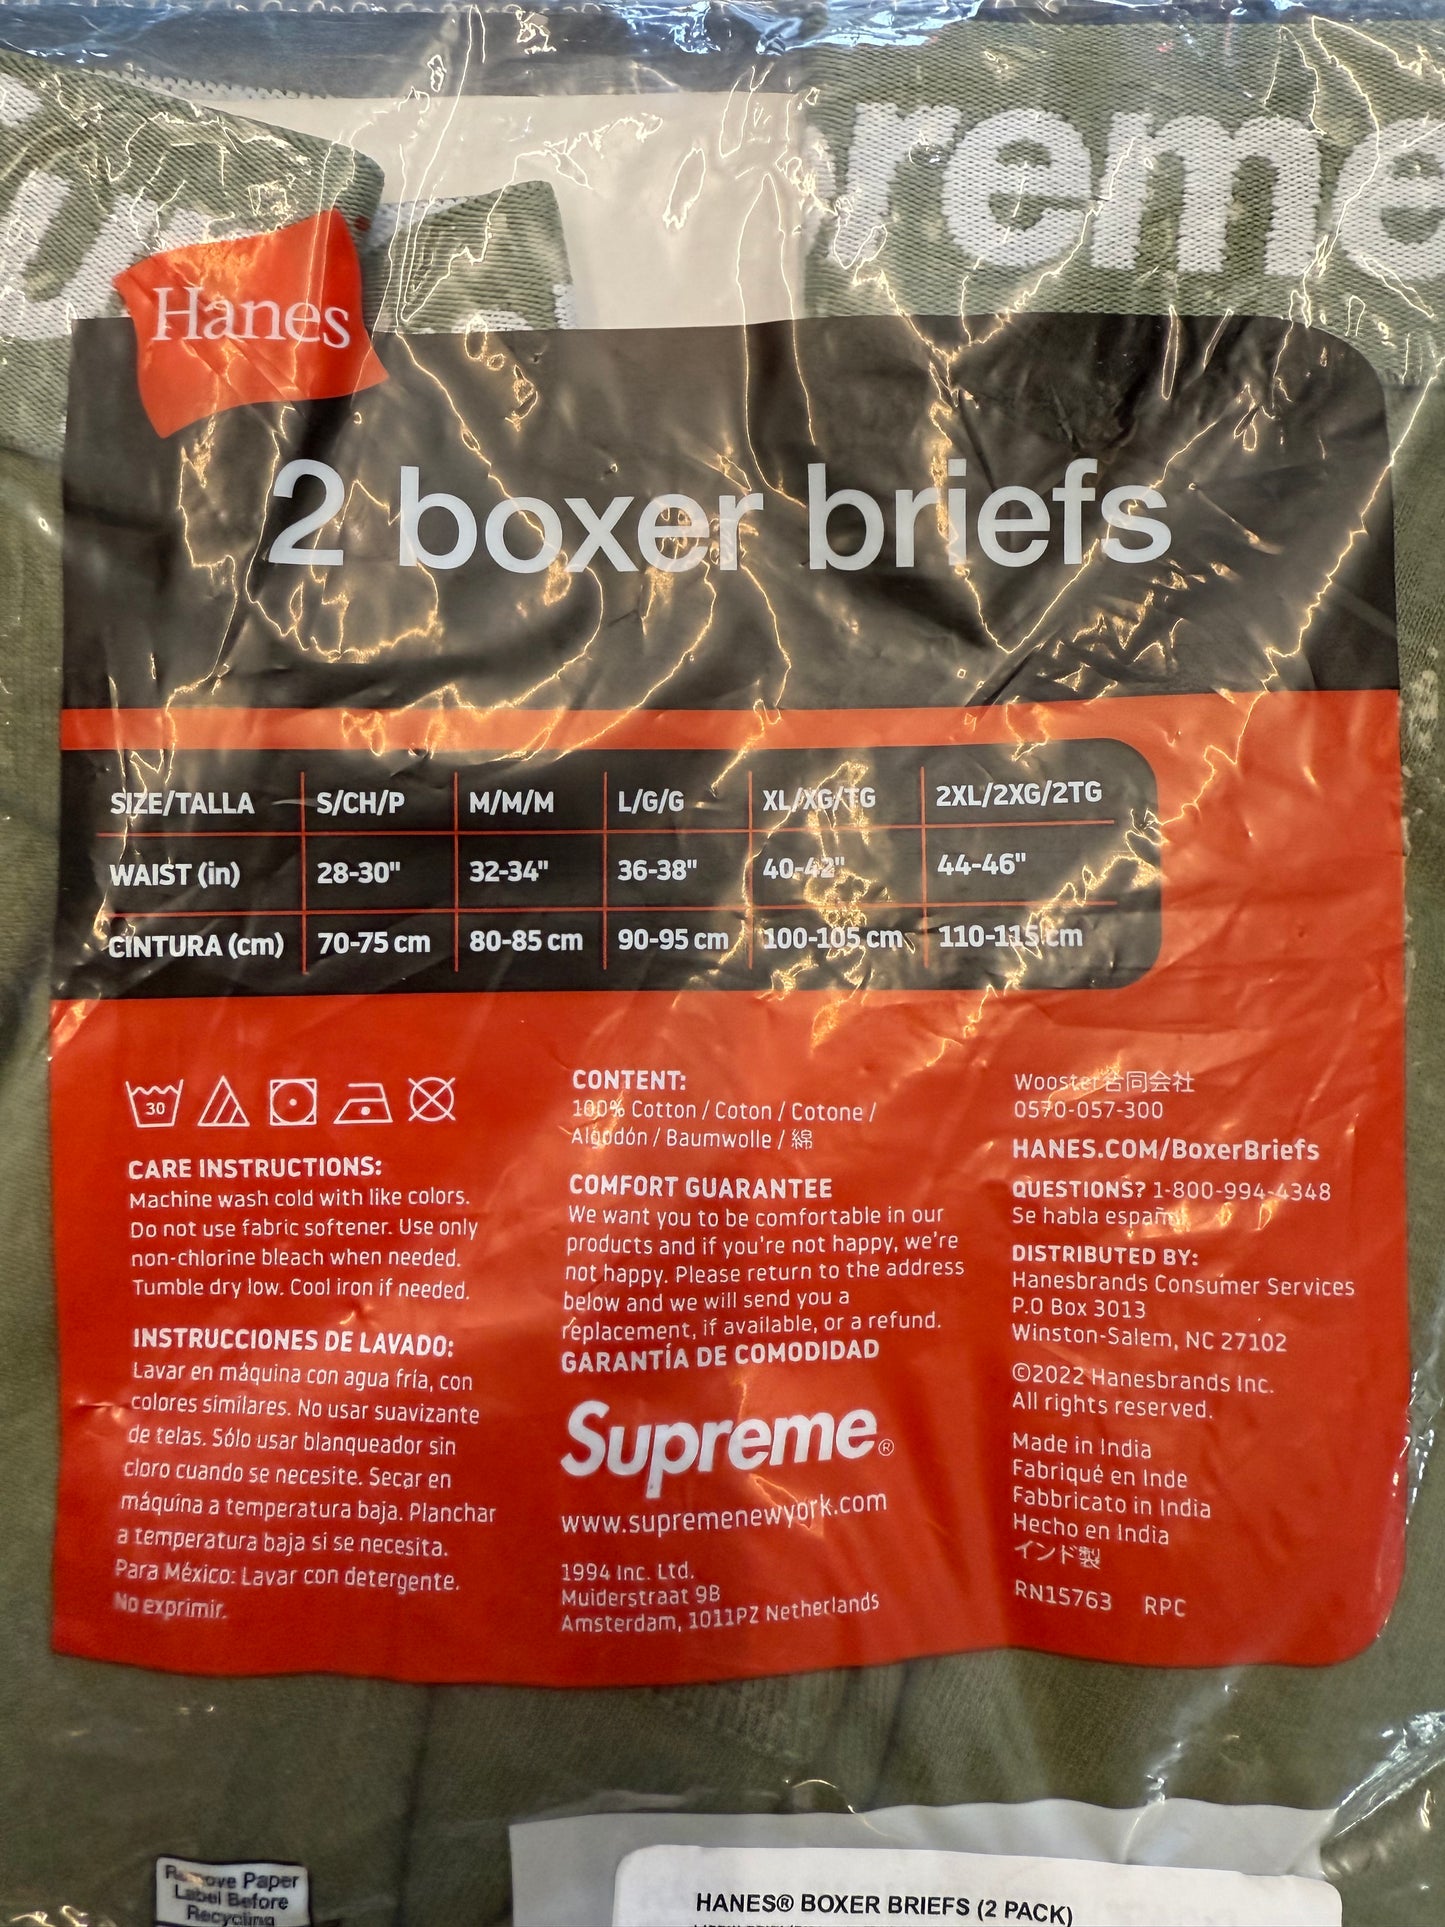 reme
Hanes
2 boxer briefs
SIZE/TALLA S/CH/P M/M/M L/G/G XL/XG/TG 2XL/2XG/2TG
WAIST (in) 28-30" 32-34" 36-38" 40-42" 44-46"
CINTURA (cm) 70-75 cm 80-85 cm 90-95 cm 100-105 cm 110-115 cm
30
CARE INSTRUCTIONS:
Machine wash cold with like colors.
Do not use fabric softener. Use only
non-chlorine bleach when needed.
Tumble dry low. Cool iron if needed.
INSTRUCCIONES DE LAVADO:
Lavar en máquina con agua fría, con
colores similares. No usar suavizante
de telas. Sólo usar blanqueador sin
cloro cuando se necesite. Secar en
máquina a temperatura baja. Planchar
a temperatura baja si se necesita.
Para México: Lavar con detergente.
No exprimir.
CONTENT:
100% Cotton / Coton / Cotone /
Algodón / Baumwolle / 綿
COMFORT GUARANTEE
We want you to be comfortable in our
products and if you're not happy, we're
not happy. Please return to the address
below and we will send you a
replacement, if available, or a refund.
GARANTÍA DE COMODIDAD
Supreme®
www.supremenewyork.com
1994 Inc. Ltd.
Muiderstraat 9B
Amsterdam, 1011PZ Netherlands
Wooster合同会社
0570-057-300
HANES.COM/BoxerBriefs
QUESTIONS? 1-800-994-4348
Se habla español
DISTRIBUTED BY:
Hanesbrands Consumer Services
P.O Box 3013
Winston-Salem, NC 27102
©2022 Hanesbrands Inc.
All rights reserved.
Made in India
Fabriqué en Inde
Fabbricato in India
Hecho en India
インド製
RN15763 RPC
Remove Paper
Label Before
Recycling
HANES® BOXER BRIEFS (2 PACK)